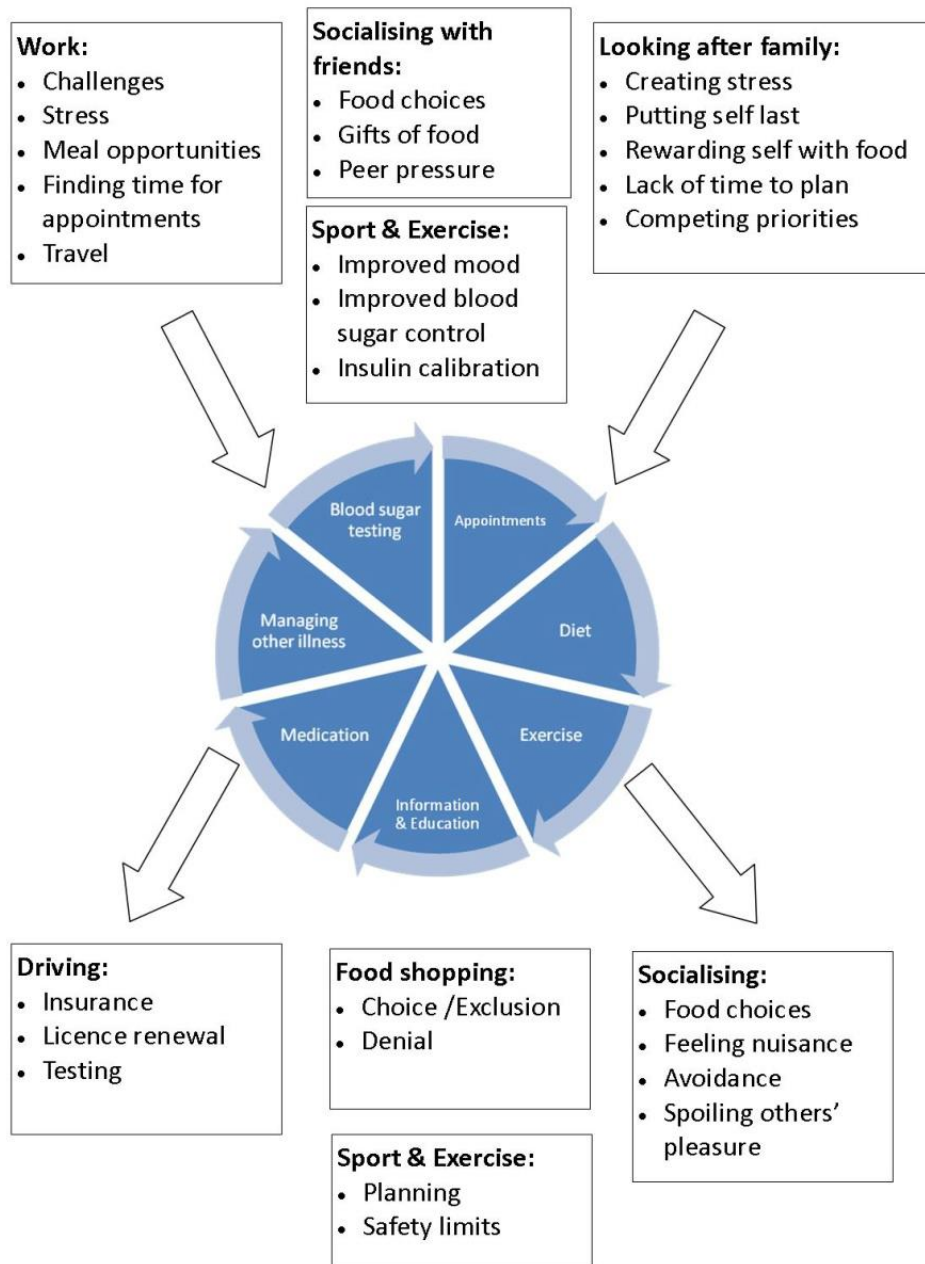 Work:
• Challenges
• Stress
• Meal opportunities
• Finding time for
appointments
• Travel
Socialising with
friends:
• Food choices
• Gifts of food
• Peer pressure
Looking after family:
• Creating stress
• Putting self last
• Rewarding self with food
• Lack of time to plan
• Competing priorities
Sport & Exercise:
• Improved mood
• Improved blood
sugar control
• Insulin calibration
Blood sugar
testing
Appointments
Managing
other illness
Diet
Medication
Exercise
Information
& Education
Driving:
• Insurance
• Licence renewal
• Testing
Food shopping:
• Choice /Exclusion
• Denial
Socialising:
• Food choices
• Feeling nuisance
• Avoidance
• Spoiling others’
pleasure
Sport & Exercise:
• Planning
• Safety limits